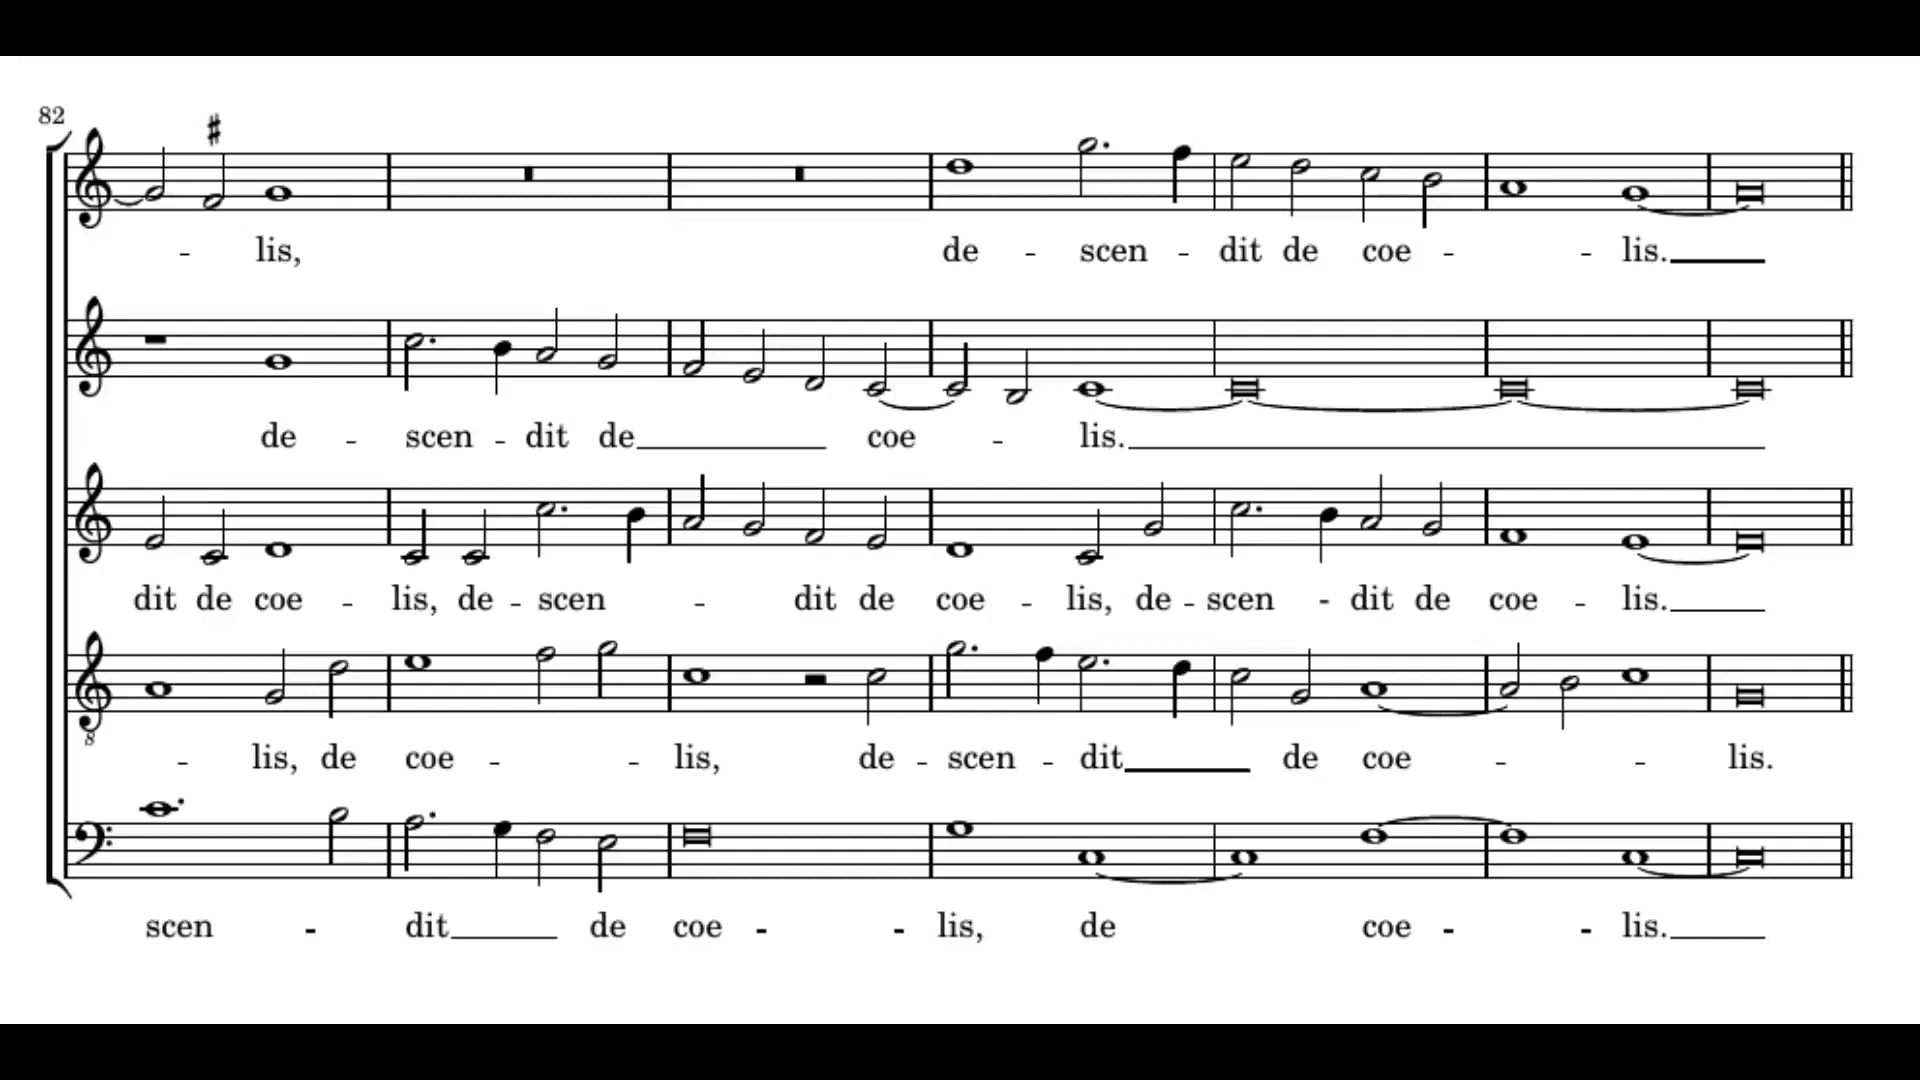 82
- lis, de - scen - dit de coe - - lis.
de - scen - dit de coe - lis.
dit de coe - lis, de - scen - dit de coe - lis, de - scen - dit de coe - lis.
8
- lis, de coe - - lis, de - scen - dit de coe - - lis.
scen - dit de coe - - lis, de coe - - lis.